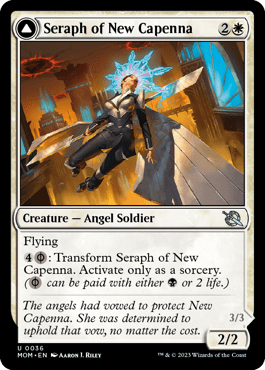 Seraph of New Capenna 2
Creature — Angel Soldier
Flying
4 : Transform Seraph of New
Capenna. Activate only as a sorcery.
( can be paid with either or 2 life.)
The angels had vowed to protect New
Capenna. She was determined to
uphold that vow, no matter the cost.
3/3
2/2
U 0036
MOM • EN AARON J. RILEY
™ & © 2023 Wizards of the Coast